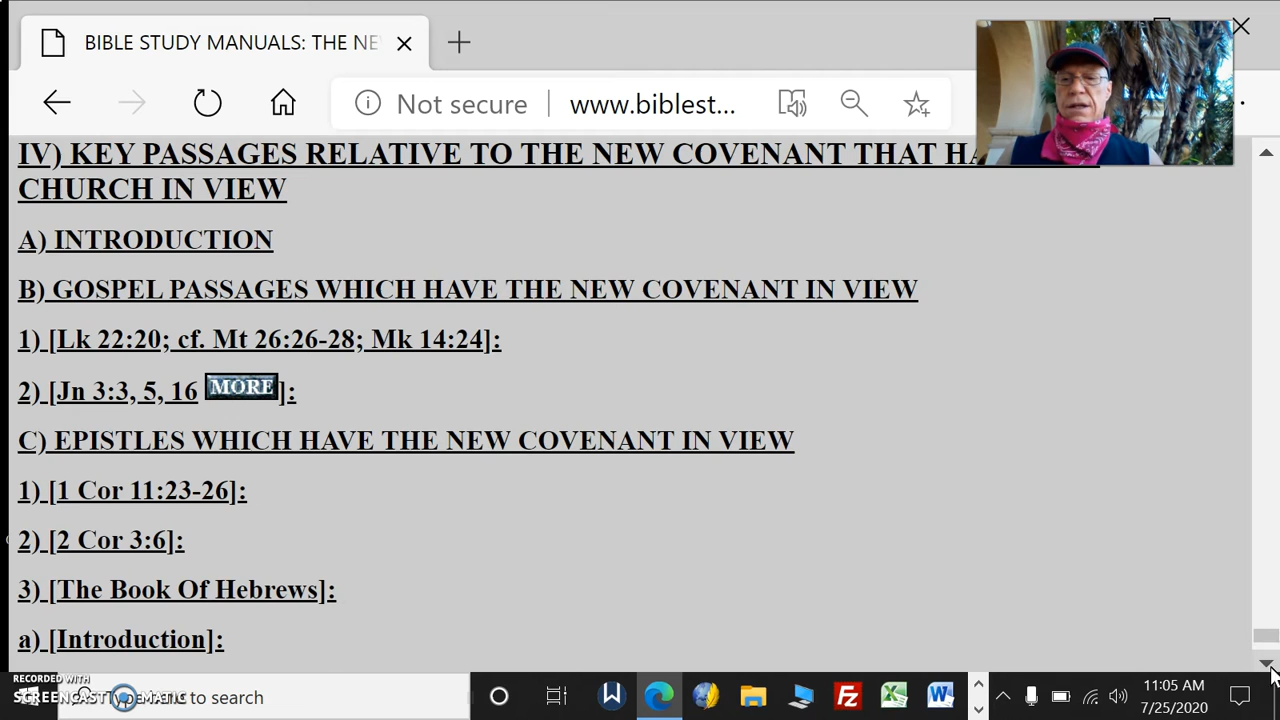 BIBLE STUDY MANUALS: THE NE
Not secure
www.biblest...
IV) KEY PASSAGES RELATIVE TO THE NEW COVENANT THAT
CHURCH IN VIEW
A) INTRODUCTION
B) GOSPEL PASSAGES WHICH HAVE THE NEW COVENANT IN VIEW
1) [Lk 22:20; cf. Mt 26:26-28; Mk 14:24]:
2) [Jn 3:3, 5, 16 MORE ]:
C) EPISTLES WHICH HAVE THE NEW COVENANT IN VIEW
1) [1 Cor 11:23-26]:
2) [2 Cor 3:6]:
3) [The Book Of Hebrews]:
a) [Introduction]:
RECORDED WITH
SCREENCAST MATIC
to search
11:05 AM
7/25/2020